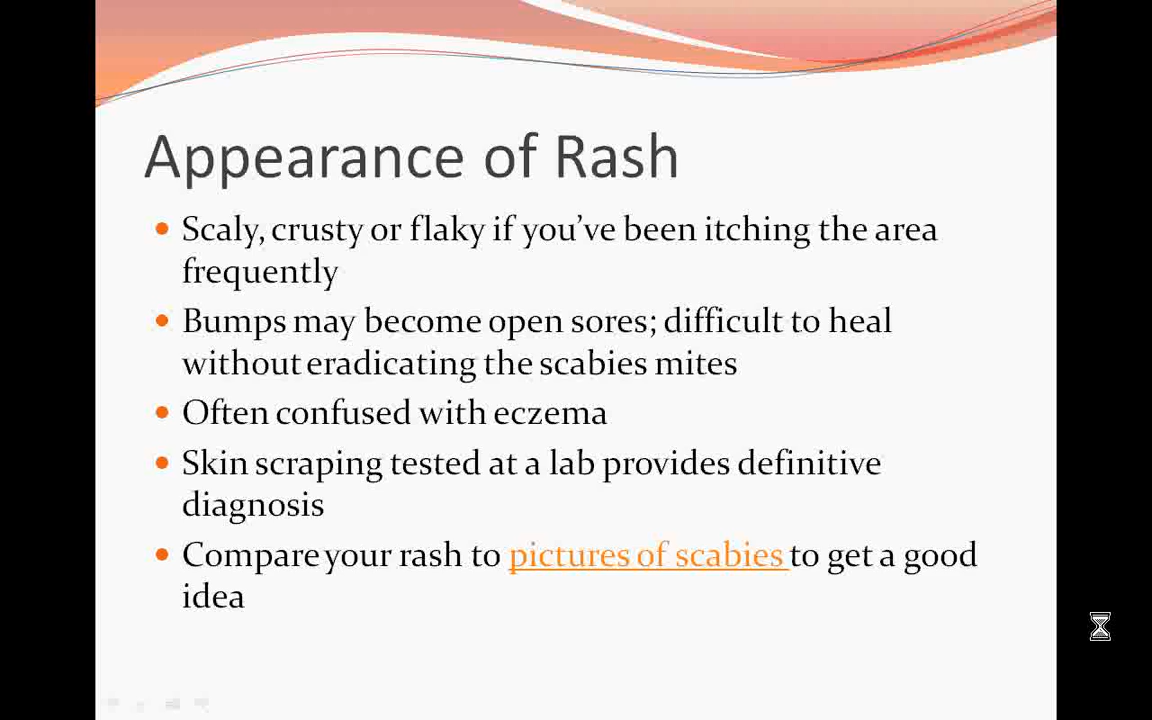 Appearance of Rash
Scaly, crusty or flaky if you’ve been itching the area
frequently
Bumps may become open sores; difficult to heal
without eradicating the scabies mites
Often confused with eczema
Skin scraping tested at a lab provides definitive
diagnosis
Compare your rash to pictures of scabies to get a good
idea